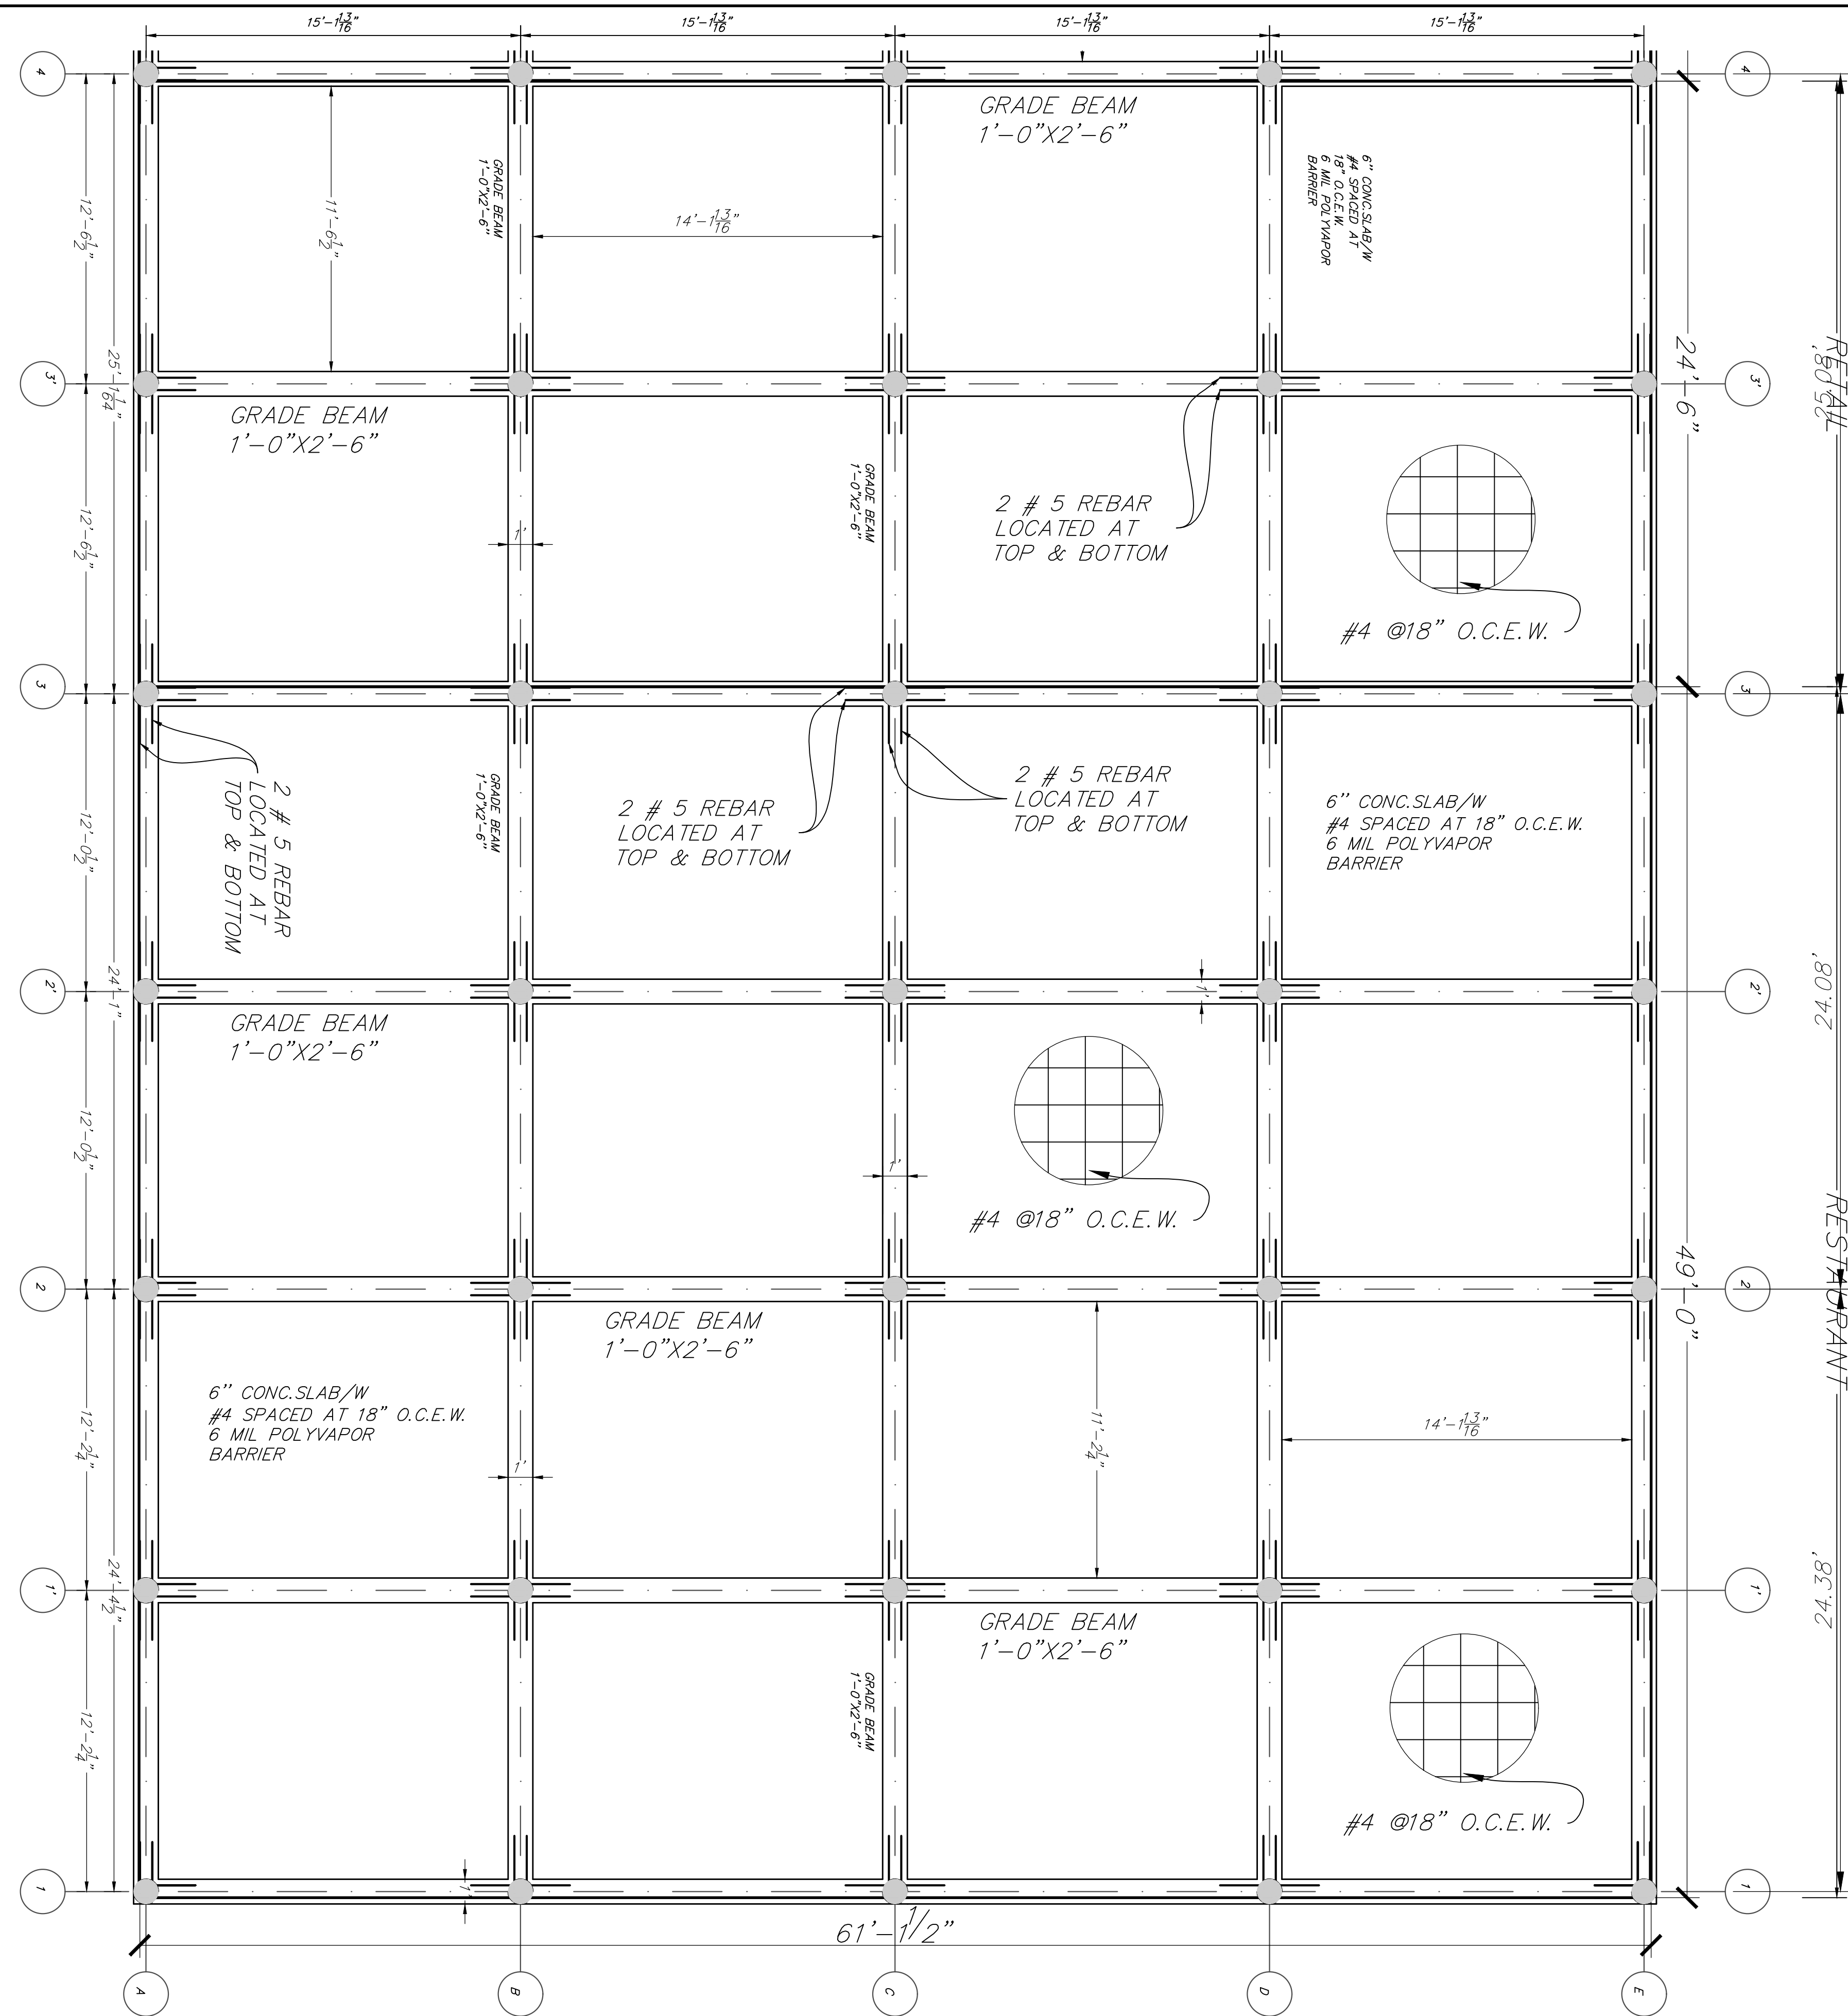 15'-1 13/16"
15'-1 13/16"
15'-1 13/16"
15'-1 13/16"
4
4
GRADE BEAM
1'-0"X2'-6"
GRADE BEAM
1'-0"X2'-6"
6" CONC.SLAB/W
#4 SPACED AT
18" O.C.E.W.
6 MIL POLYVAPOR
BARRIER
12'-6 1/2"
11'-6 1/2"
14'-1 13/16"
25'-1/64"
24'-6"
25.08'
RETAIL
3'
3'
GRADE BEAM
1'-0"X2'-6"
GRADE BEAM
1'-0"X2'-6"
12'-6 1/2"
1'
2 # 5 REBAR
LOCATED AT
TOP & BOTTOM
#4 @18" O.C.E.W.
3
3
2 # 5 REBAR
LOCATED AT
TOP & BOTTOM
GRADE BEAM
1'-0"X2'-6"
2 # 5 REBAR
LOCATED AT
TOP & BOTTOM
2 # 5 REBAR
LOCATED AT
TOP & BOTTOM
6" CONC.SLAB/W
#4 SPACED AT 18" O.C.E.W.
6 MIL POLYVAPOR
BARRIER
12'-0 1/2"
24'-1"
24.08'
2'
2'
1'
GRADE BEAM
1'-0"X2'-6"
12'-0 1/2"
1'
#4 @18" O.C.E.W.
49'-0"
RESTAURANT
2
2
GRADE BEAM
1'-0"X2'-6"
6" CONC.SLAB/W
#4 SPACED AT 18" O.C.E.W.
6 MIL POLYVAPOR
BARRIER
12'-2 1/4"
1'
11'-2 1/4"
14'-1 13/16"
24'-4 1/2"
24.38'
1'
1'
GRADE BEAM
1'-0"X2'-6"
GRADE BEAM
1'-0"X2'-6"
12'-2 1/4"
#4 @18" O.C.E.W.
1
1'
1
61'-1 1/2"
A
B
C
D
E